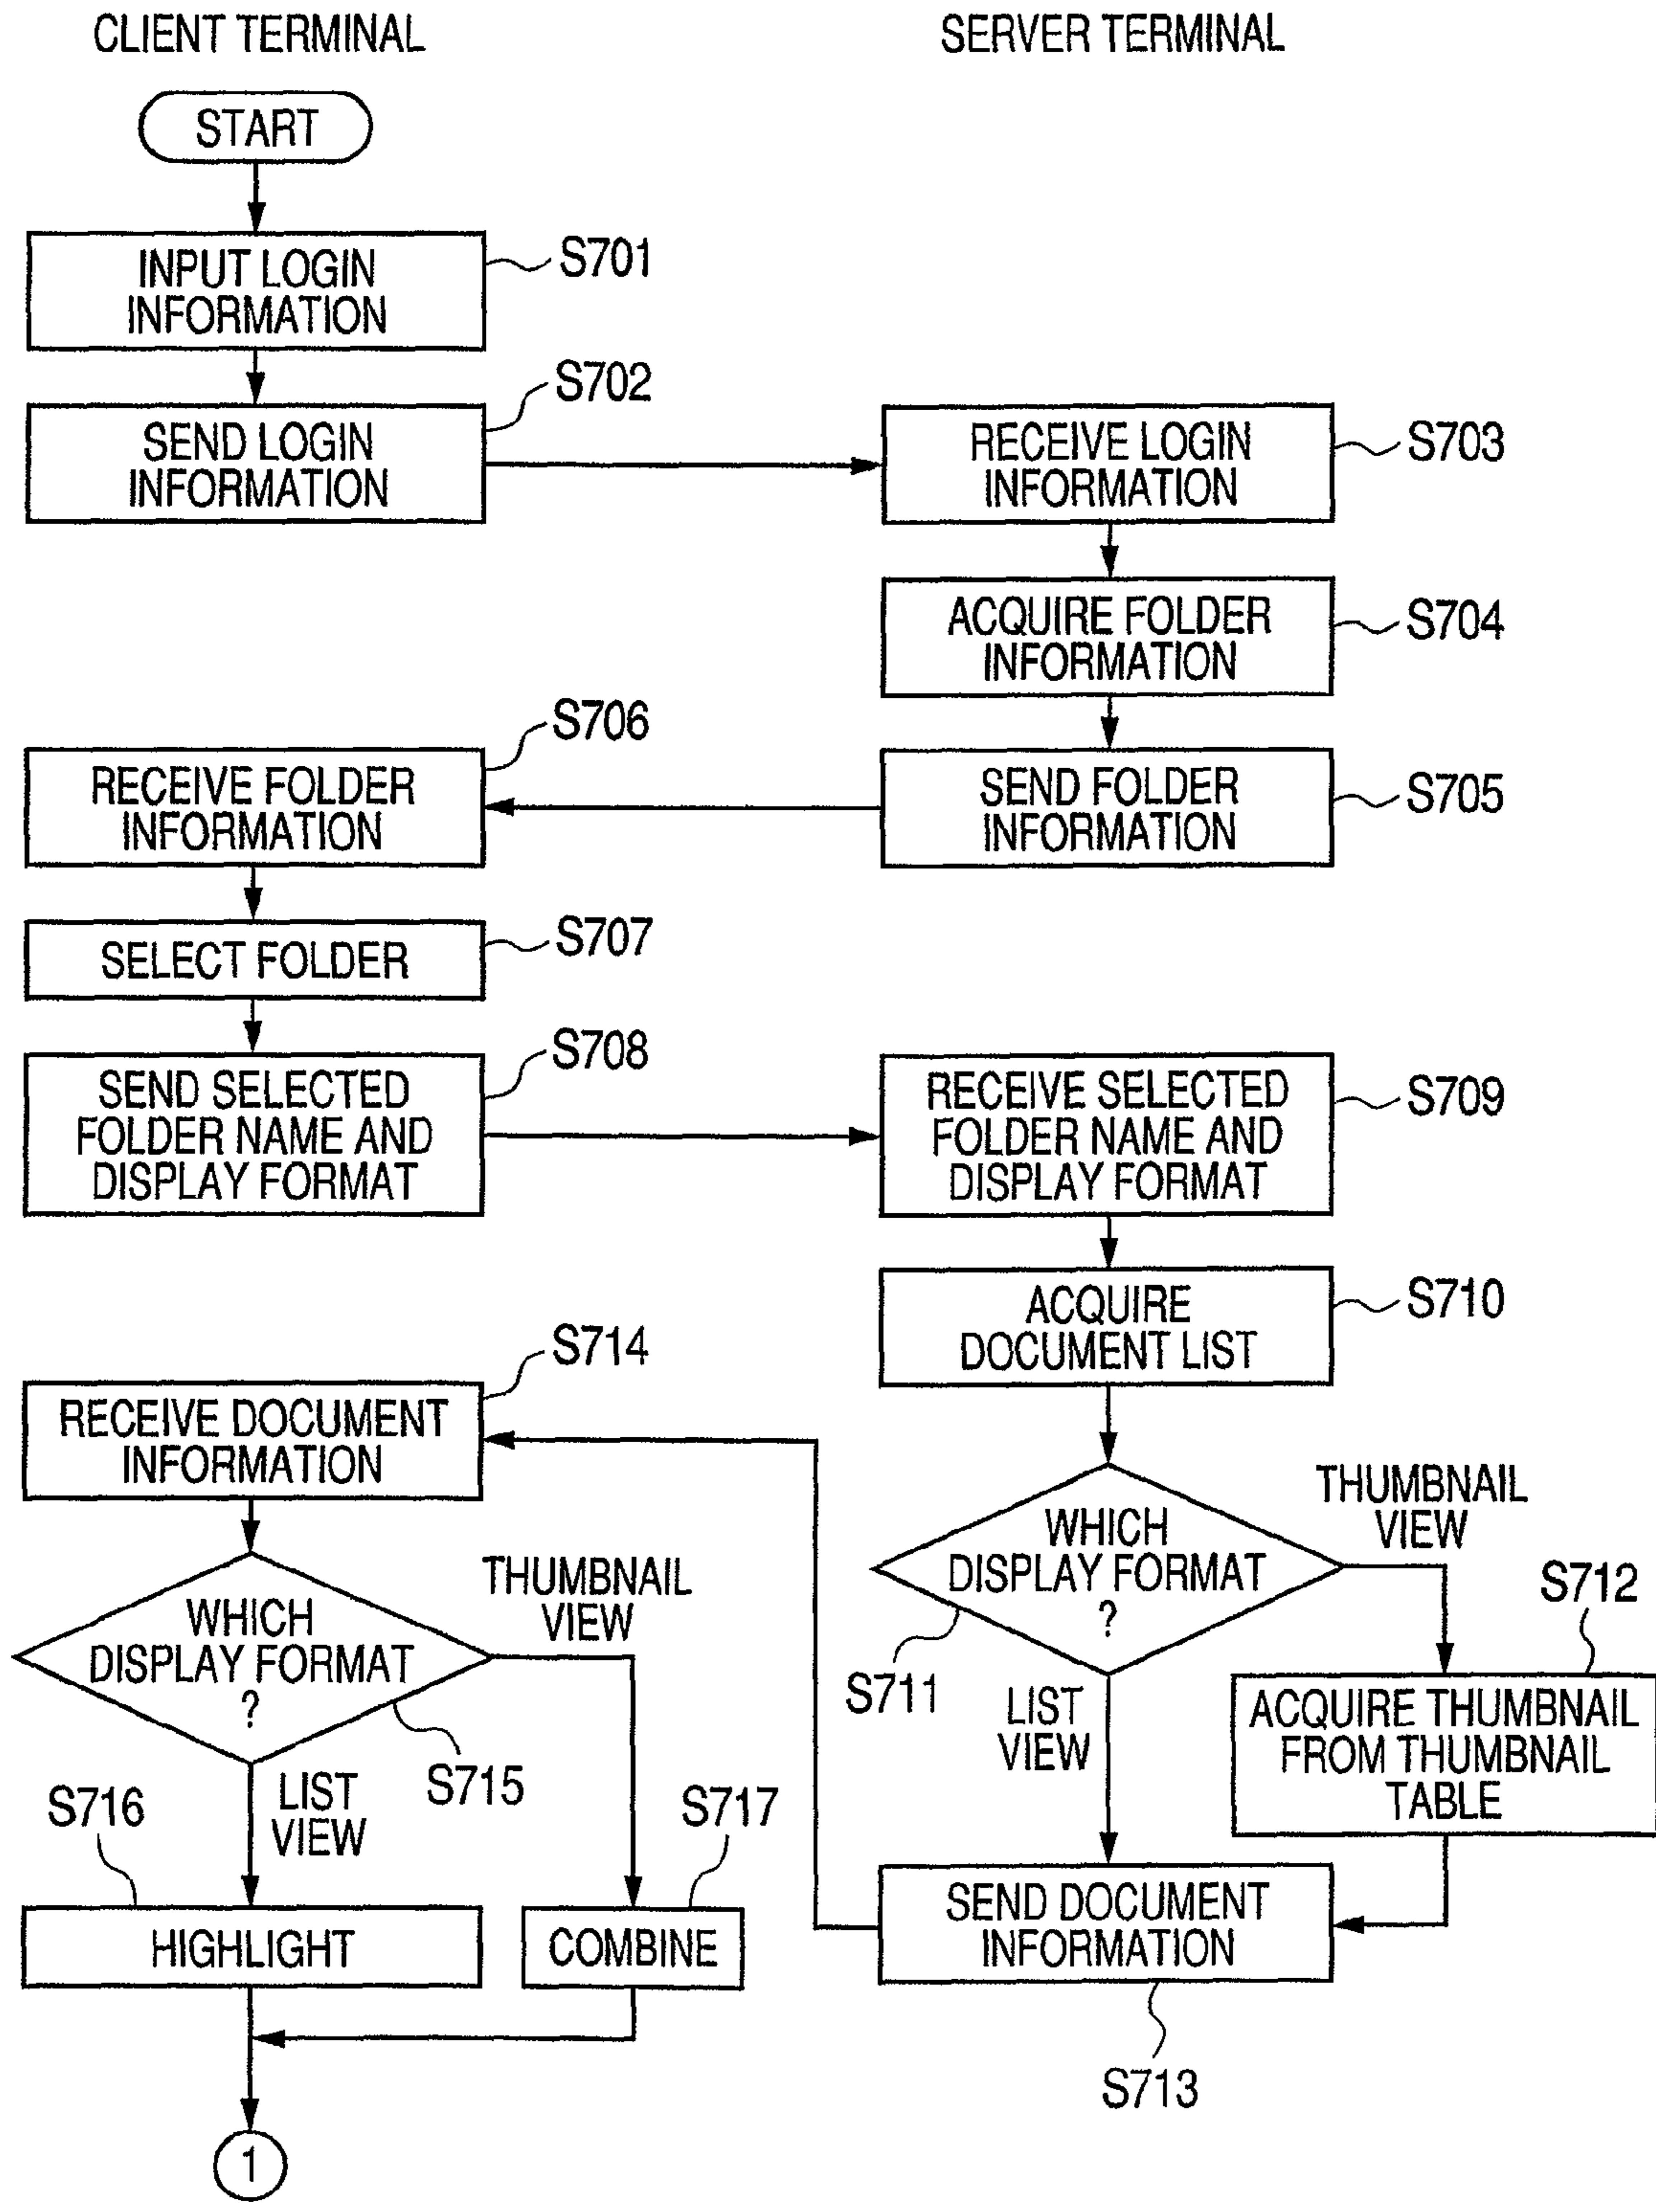 CLIENT TERMINAL
SERVER TERMINAL
START
INPUT LOGIN
INFORMATION
S701
SEND LOGIN
INFORMATION
S702
RECEIVE LOGIN
INFORMATION
S703
ACQUIRE FOLDER
INFORMATION
S704
SEND FOLDER
INFORMATION
S705
RECEIVE FOLDER
INFORMATION
S706
SELECT FOLDER
S707
SEND SELECTED
FOLDER NAME AND
DISPLAY FORMAT
S708
RECEIVE SELECTED
FOLDER NAME AND
DISPLAY FORMAT
S709
ACQUIRE
DOCUMENT LIST
S710
WHICH
DISPLAY FORMAT
?
S711
THUMBNAIL
VIEW
LIST
VIEW
S712
ACQUIRE THUMBNAIL
FROM THUMBNAIL
TABLE
SEND DOCUMENT
INFORMATION
S713
RECEIVE DOCUMENT
INFORMATION
S714
WHICH
DISPLAY FORMAT
?
S715
THUMBNAIL
VIEW
LIST
VIEW
S716
HIGHLIGHT
S717
COMBINE
1